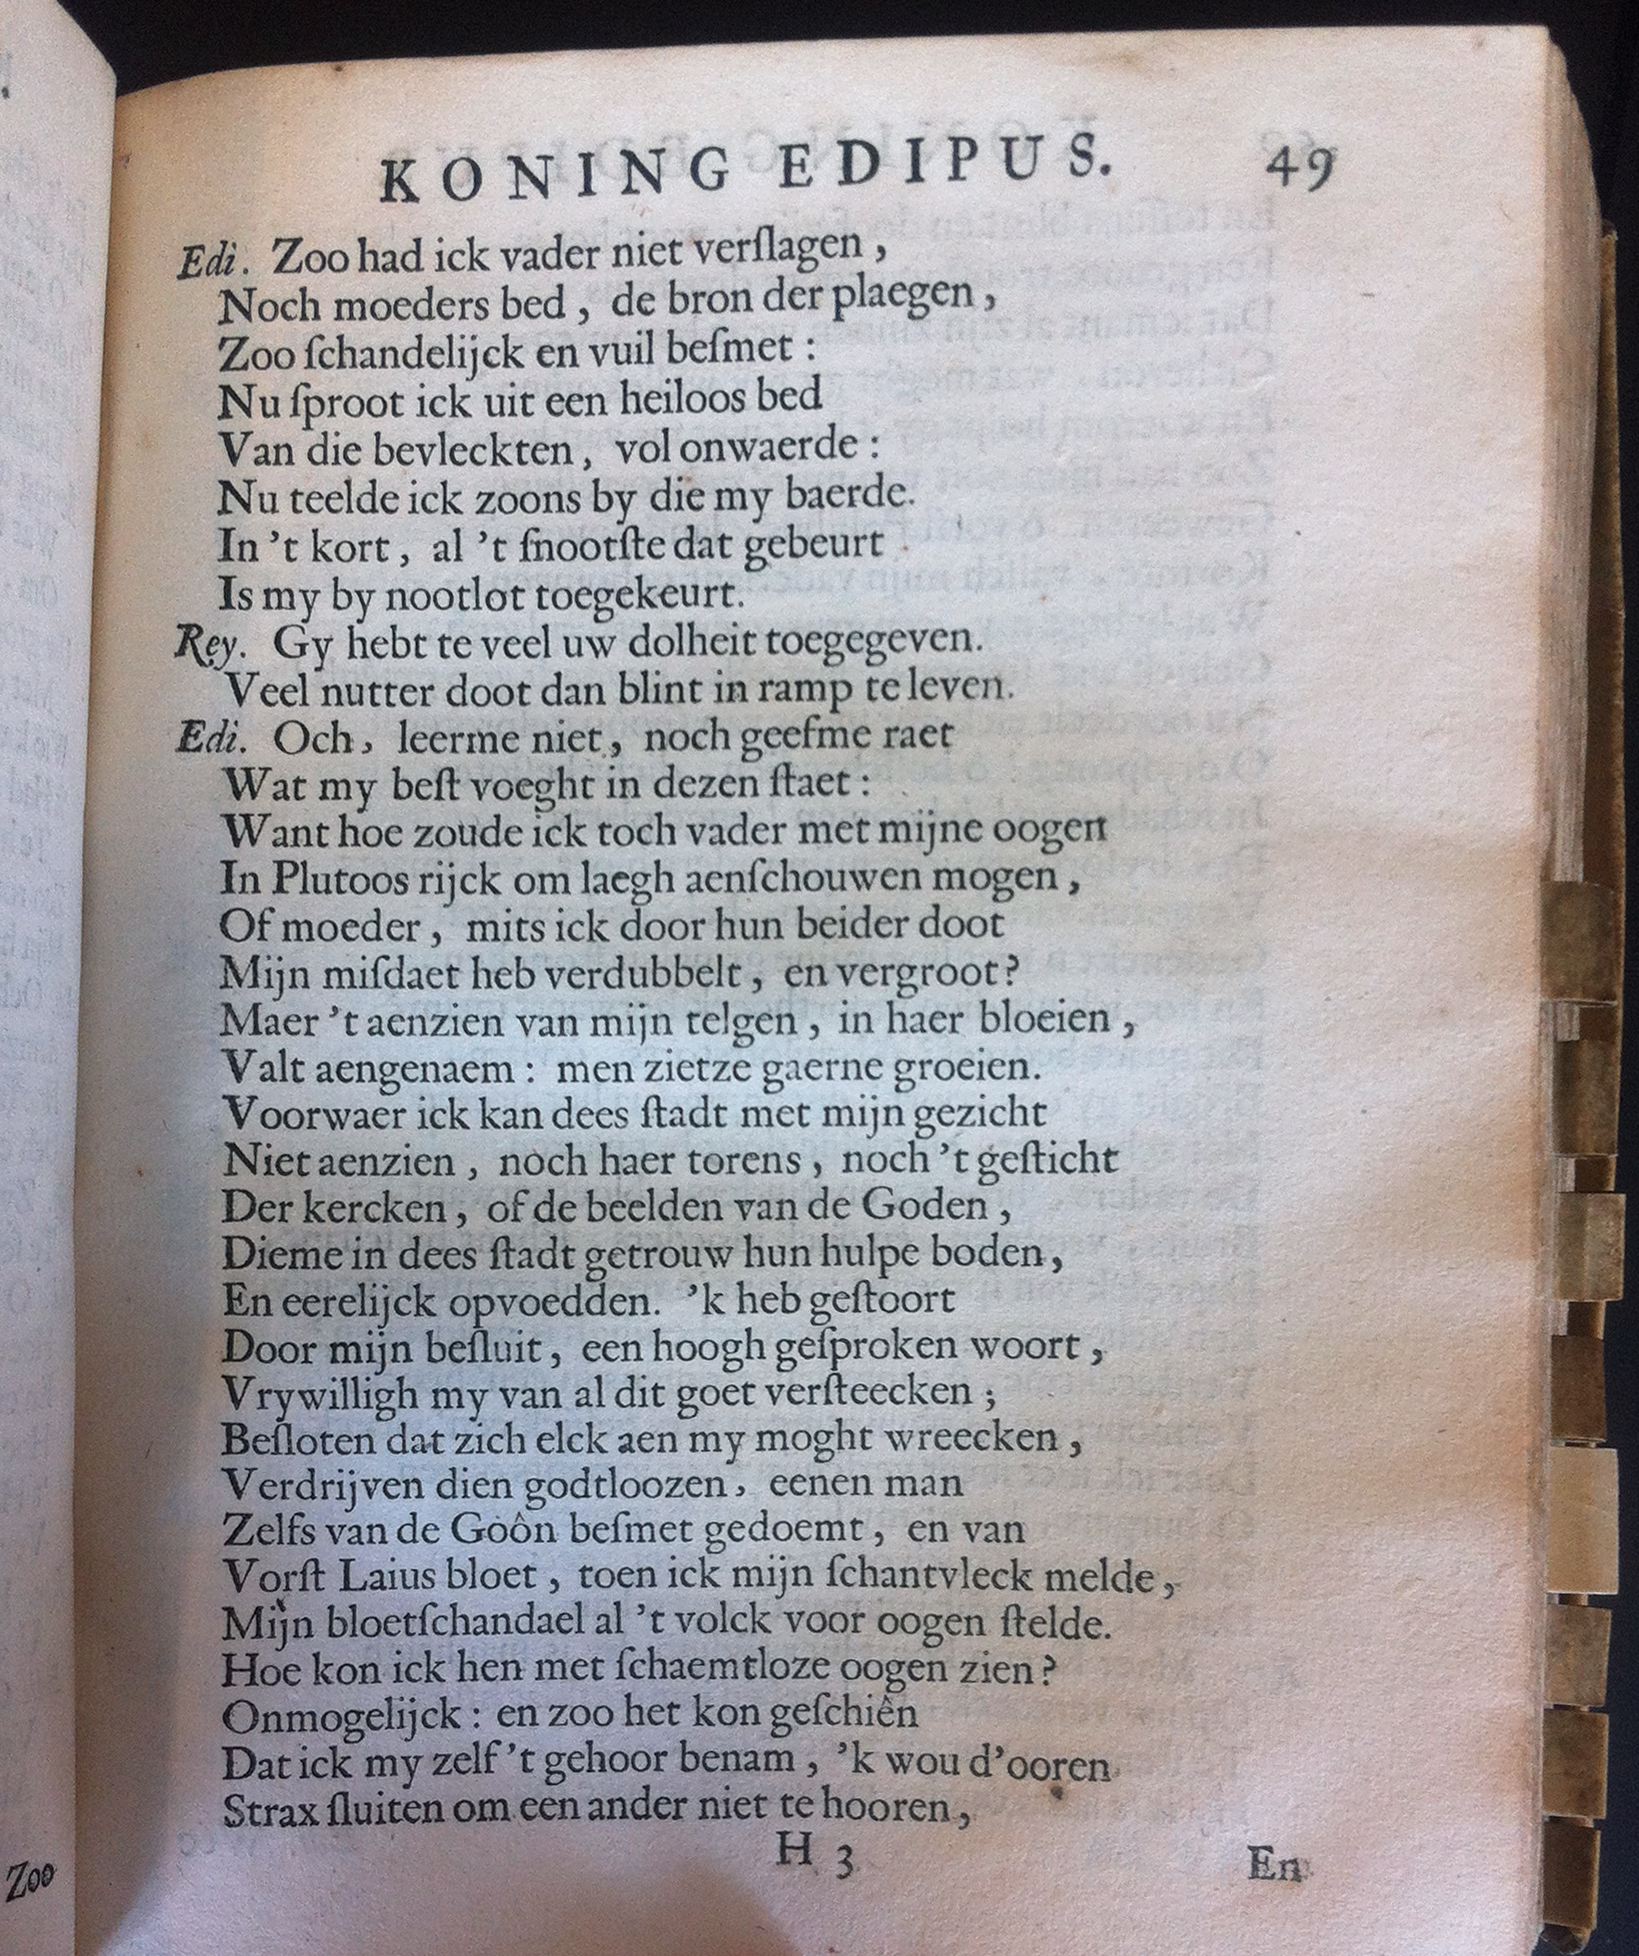 KONING EDIPUS. 49
Edi. Zoo had ick vader niet verſlagen,
Noch moeders bed, de bron der plaegen,
Zoo ſchandelijck en vuil beſmet:
Nu ſproot ick uit een heiloos bed
Van die bevleckten, vol onwaerde:
Nu teelde ick zoons by die my baerde.
In 't kort, al 't ſnootſte dat gebeurt
Is my by nootlot toegekeurt.
Rey. Gy hebt te veel uw dolheit toegegeven.
Veel nutter doot dan blint in ramp te leven.
Edi. Och, leerme niet, noch geefme raet
Wat my beſt voeght in dezen ſtaet:
Want hoe zoude ick toch vader met mijne oogen
In Plutoos rijck om laegh aenſchouwen mogen,
Of moeder, mits ick door hun beider doot
Mijn miſdaet heb verdubbelt, en vergroot?
Maer 't aenzien van mijn telgen, in haer bloeien,
Valt aengenaem: men zietze gaerne groeien.
Voorwaer ick kan dees ſtadt met mijn gezicht
Niet aenzien, noch haer torens, noch 't geſticht
Der kercken, of de beelden van de Goden,
Dieme in dees ſtadt getrouw hun hulpe boden,
En eerelijck opvoedden. 'k heb geſtoort
Door mijn beſluit, een hoogh geſproken woort,
Vrywilligh my van al dit goet verſteecken;
Beſloten dat zich elck aen my moght wreecken,
Verdrijven dien godtloozen, eenen man
Zelfs van de Goôn beſmet gedoemt, en van
Vorſt Laius bloet, toen ick mijn ſchantvleck melde,
Mijn bloetſchandael al 't volck voor oogen ſtelde.
Hoe kon ick hen met ſchaemtloze oogen zien?
Onmogelijck: en zoo het kon geſchiên
Dat ick my zelf 't gehoor benam, 'k wou d'ooren
Strax ſluiten om een ander niet te hooren,
H 3
En
Zoo